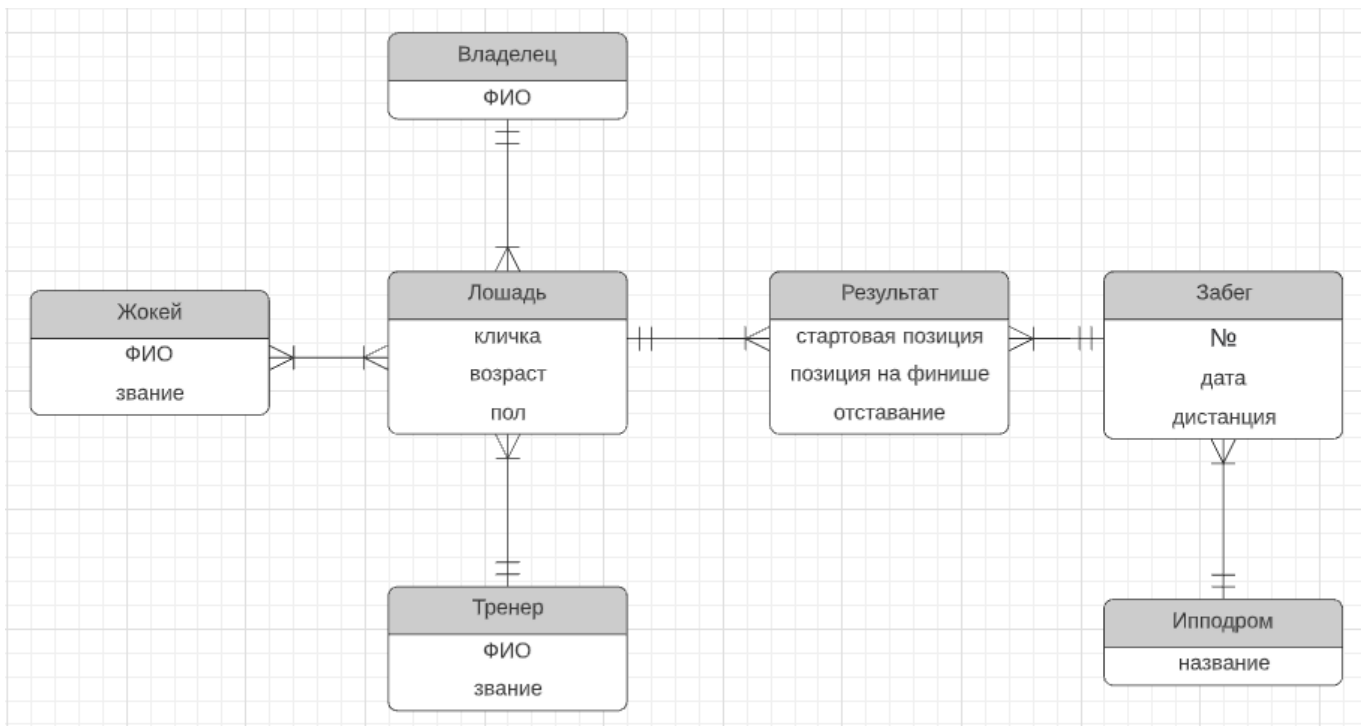 Владелец
ФИО
Жокей
ФИО
звание
Лошадь
кличка
возраст
пол
Результат
стартовая позиция
позиция на финише
отставание
Забег
№
дата
дистанция
Тренер
ФИО
звание
Ипподром
название